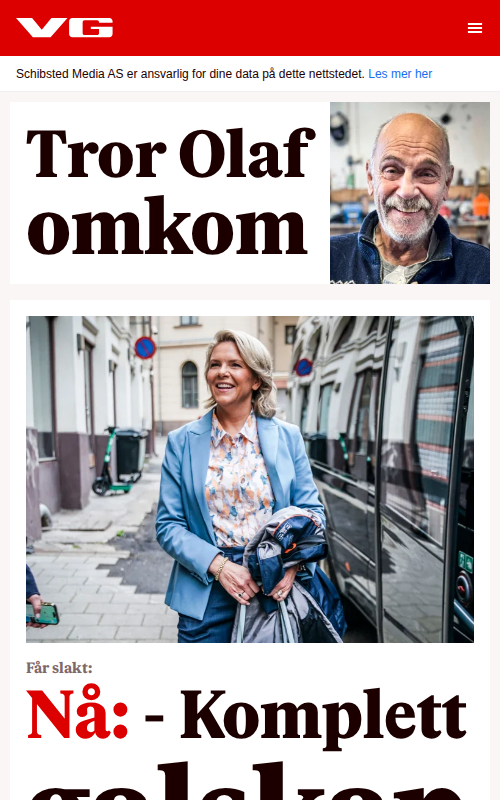 VG
Schibsted Media AS er ansvarlig for dine data på dette nettstedet. Les mer her
Tror Olaf
omkom
Får slakt:
Nå: - Komplett
galskap